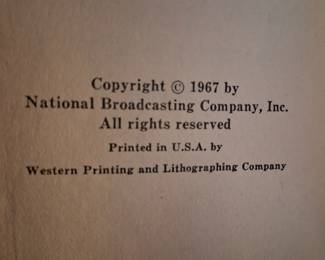 Copyright © 1967 by
National Broadcasting Company, Inc.
All rights reserved
Printed in U.S.A. by
Western Printing and Lithographing Company